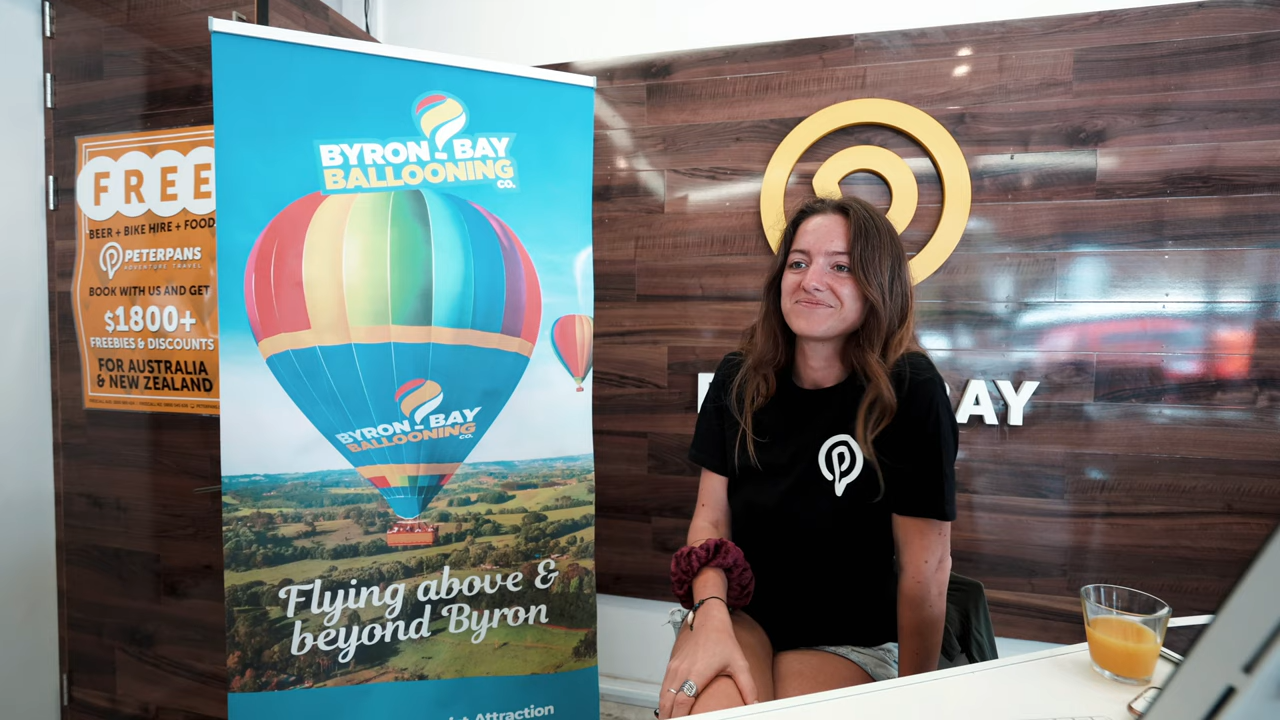 FREE
BEER + BIKE HIRE + FOOD
PETERPANS
ADVENTURE TRAVEL
BOOK WITH US AND GET
$1800+
FREEBIES & DISCOUNTS
FOR AUSTRALIA
& NEW ZEALAND
BYRON BAY
BALLOONING
CO.
BYRON BAY
BALLOONING
CO.
Flying above &
beyond Byron
Attraction
BAY